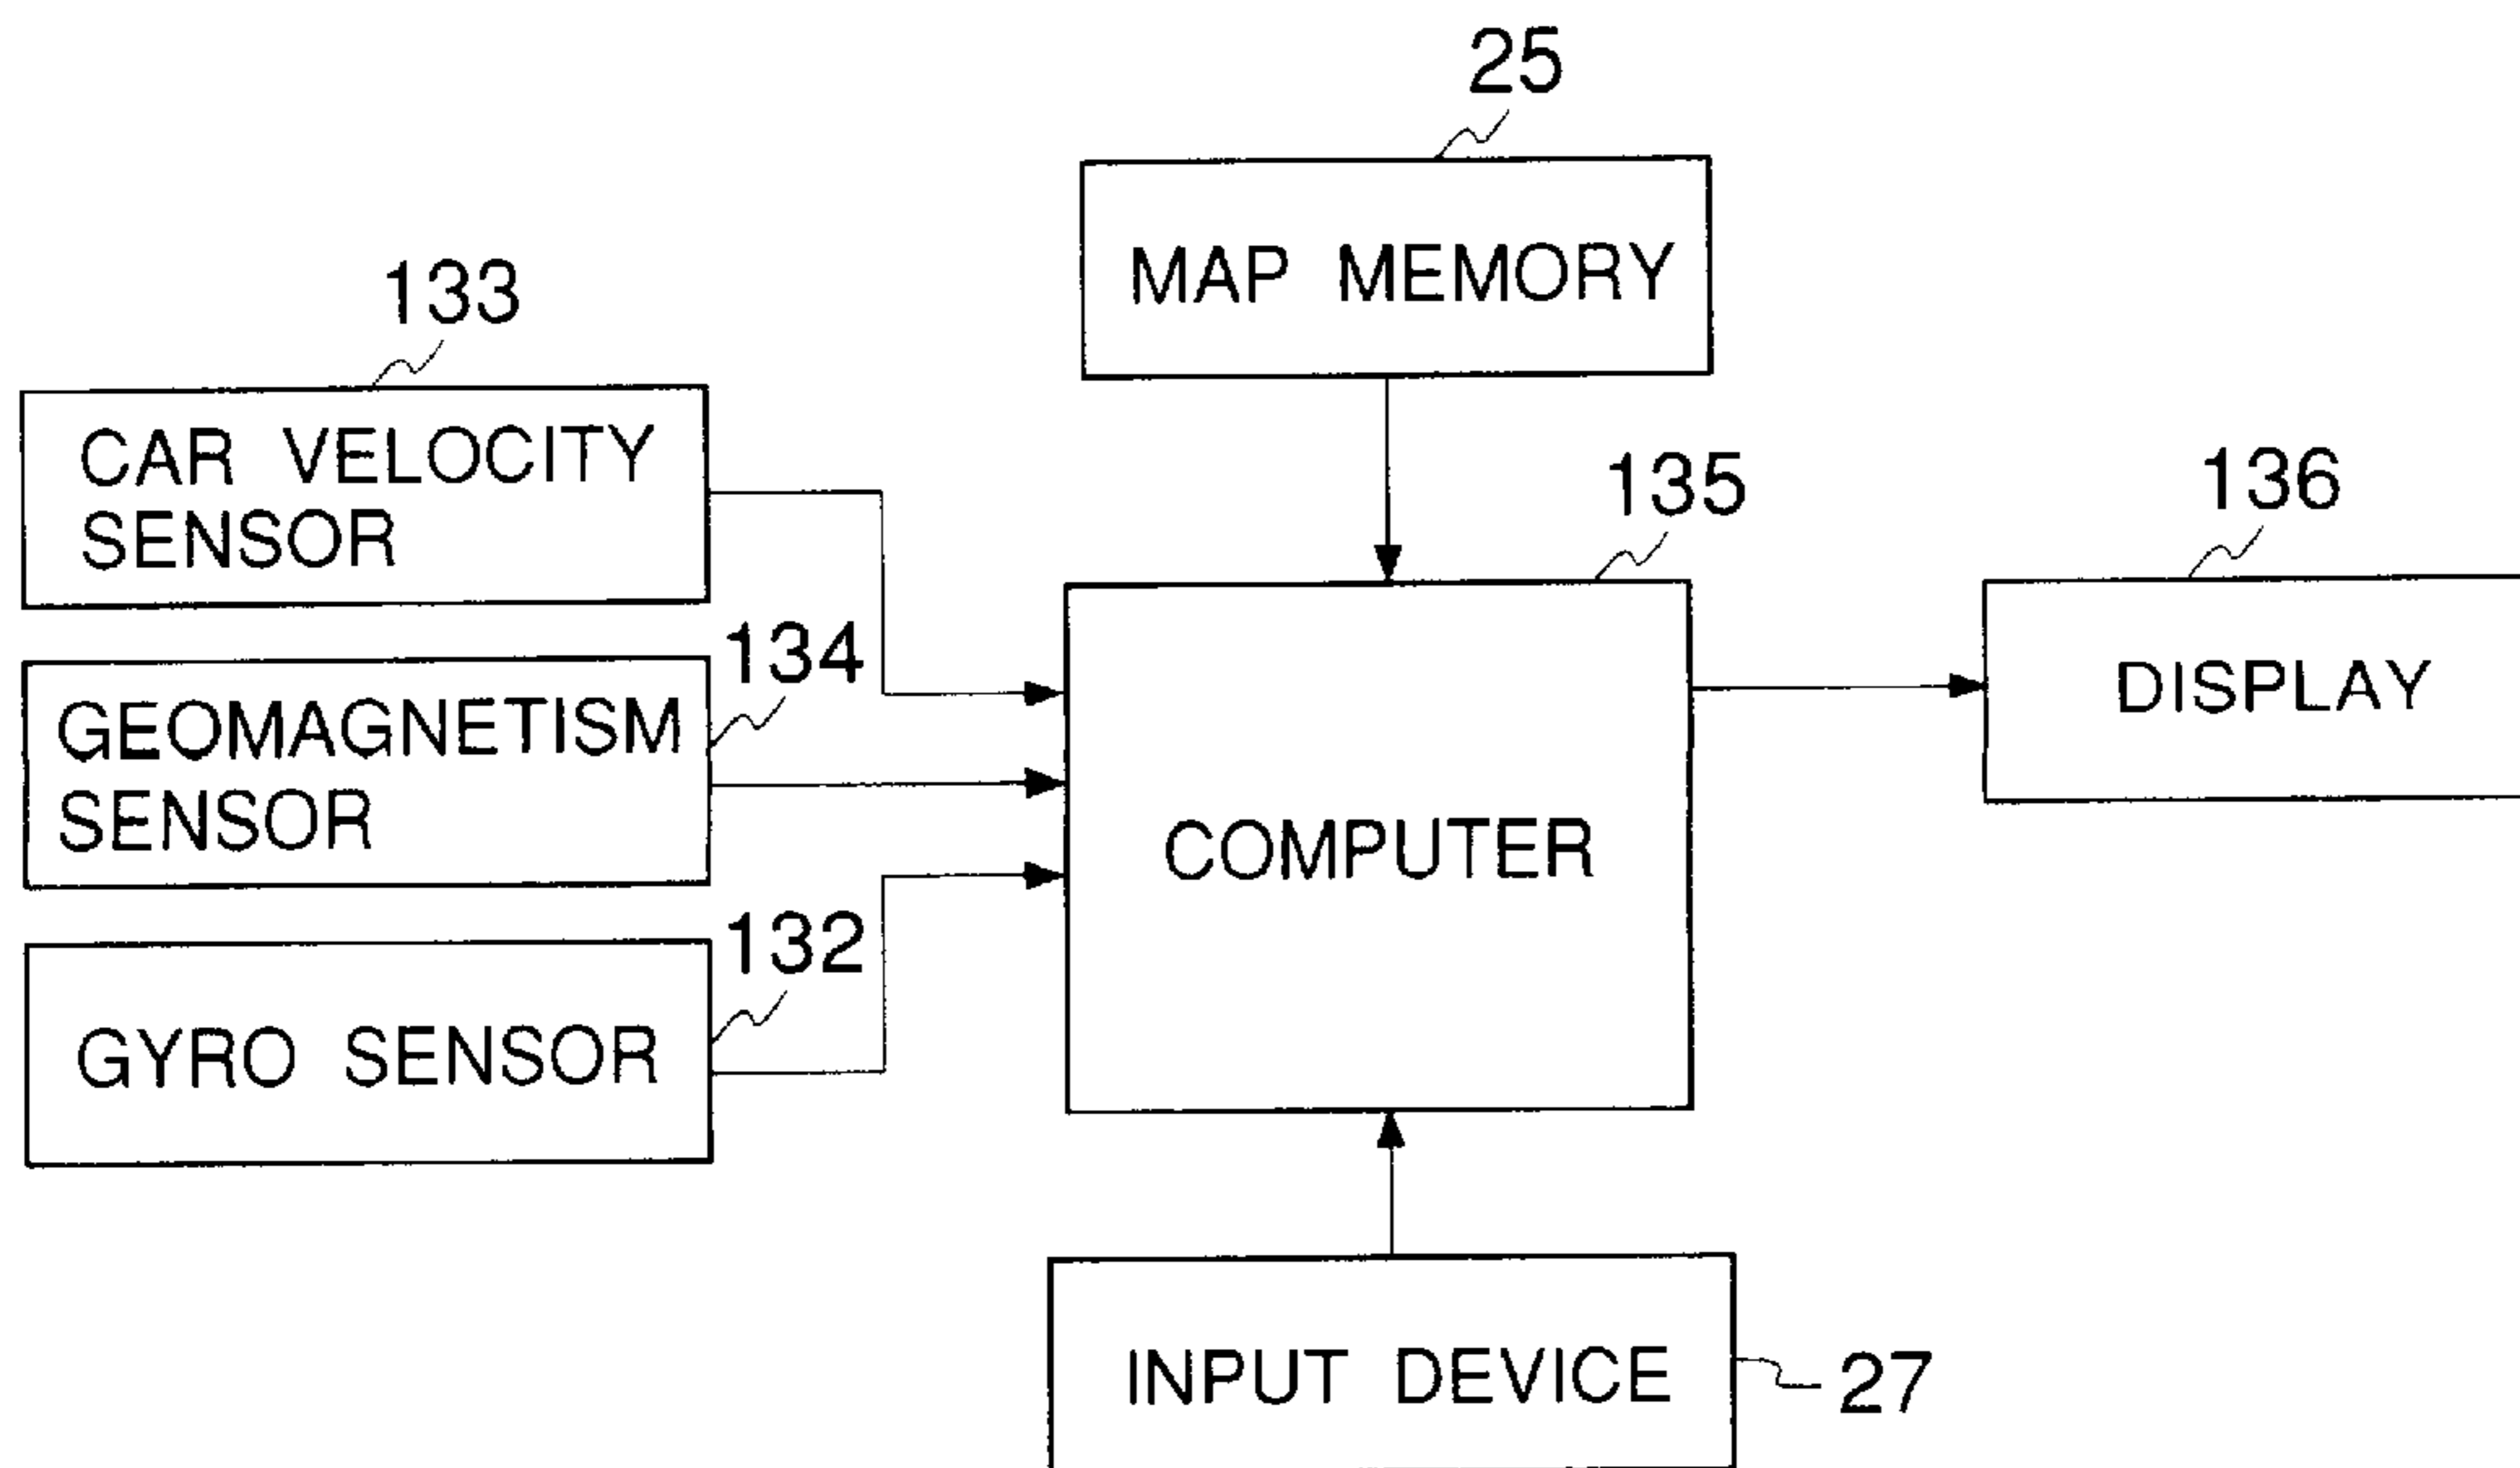 25
MAP MEMORY
133
CAR VELOCITY
SENSOR
135
136
134
GEOMAGNETISM
SENSOR
DISPLAY
COMPUTER
132
GYRO SENSOR
INPUT DEVICE
27